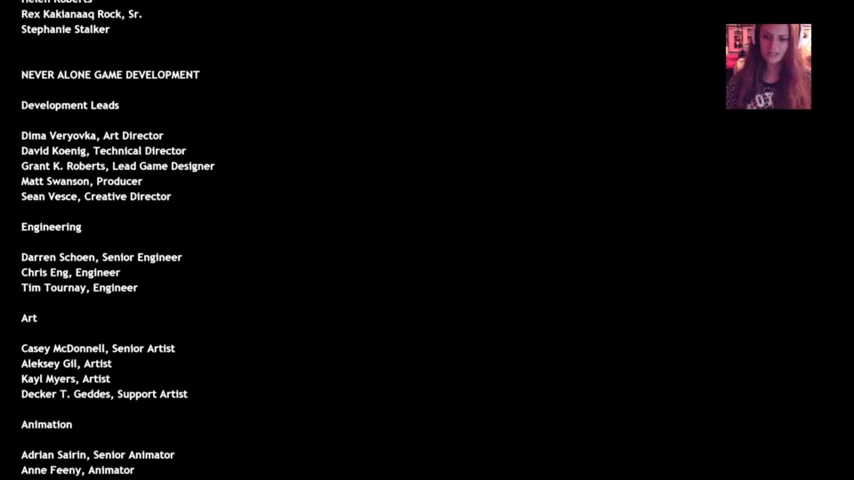 Helen Roberts
Rex Kakianaaq Rock, Sr.
Stephanie Stalker
NEVER ALONE GAME DEVELOPMENT
Development Leads
Dima Veryovka, Art Director
David Koenig, Technical Director
Grant K. Roberts, Lead Game Designer
Matt Swanson, Producer
Sean Vesce, Creative Director
Engineering
Darren Schoen, Senior Engineer
Chris Eng, Engineer
Tim Tournay, Engineer
Art
Casey McDonnell, Senior Artist
Aleksey Gil, Artist
Kayl Myers, Artist
Decker T. Geddes, Support Artist
Animation
Adrian Sairin, Senior Animator
Anne Feeny, Animator